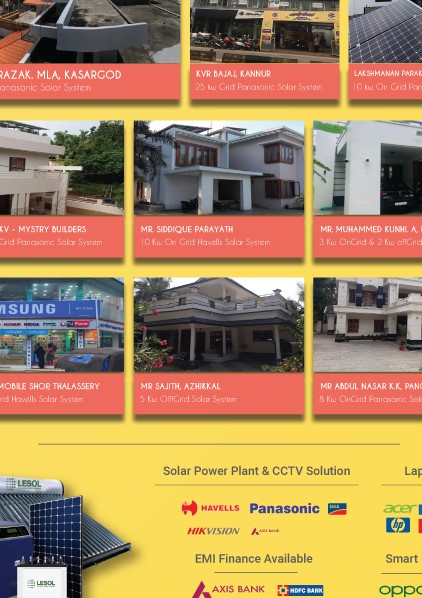 RAZAK. MLA, KASARGOD
anasonic Solar System
KVR BAJAJ, KANNUR
25 kw Grid Panasonic Solar System
LAKSHMANAN PARAK
10 kw On Grid Pan
KV - MYSTRY BUILDERS
Grid Panasonic Solar System
MR. SIDDIQUE PARAYATH
10 Kw On Grid Havells Solar System
MR. MUHAMMED KUNHI. A,
3 Kw OnGrid & 2 Kw offGrid
MSUNG
MOBILE SHOP THALASSERY
rid Havells Solar System
MR SAJITH, AZHIKKAL
5 Kw OffGrid Solar System
MR ABDUL NASAR K.K, PANO
8 Kw OnGrid Panasonic Sola
Solar Power Plant & CCTV Solution
Lap
LESOL
HAVELLS
Panasonic
SMA
acer
HIKVISION
AXIS BANK
hp
EMI Finance Available
Smart
LESOL
AXIS BANK
HDFC BANK
oppo